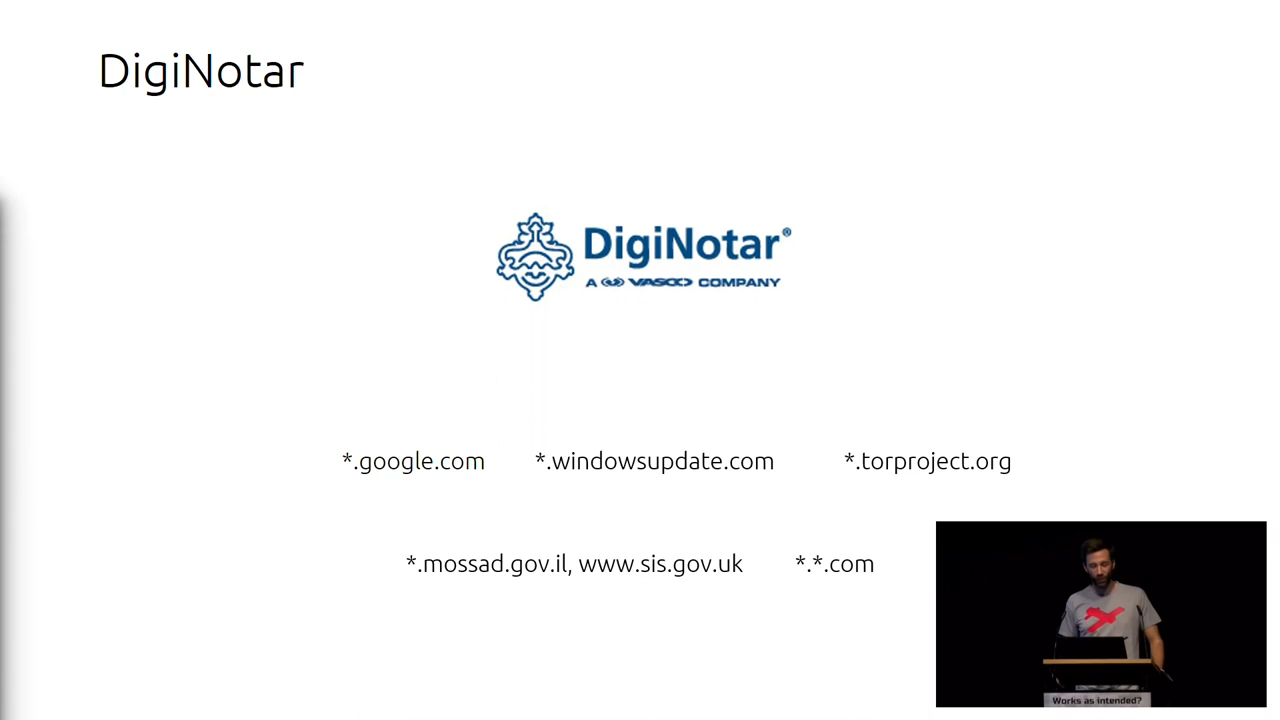 DigiNotar
DigiNotar®
A VASCO COMPANY
*.google.com *.windowsupdate.com *.torproject.org
*.mossad.gov.il, www.sis.gov.uk *.*.com
Works as intended?